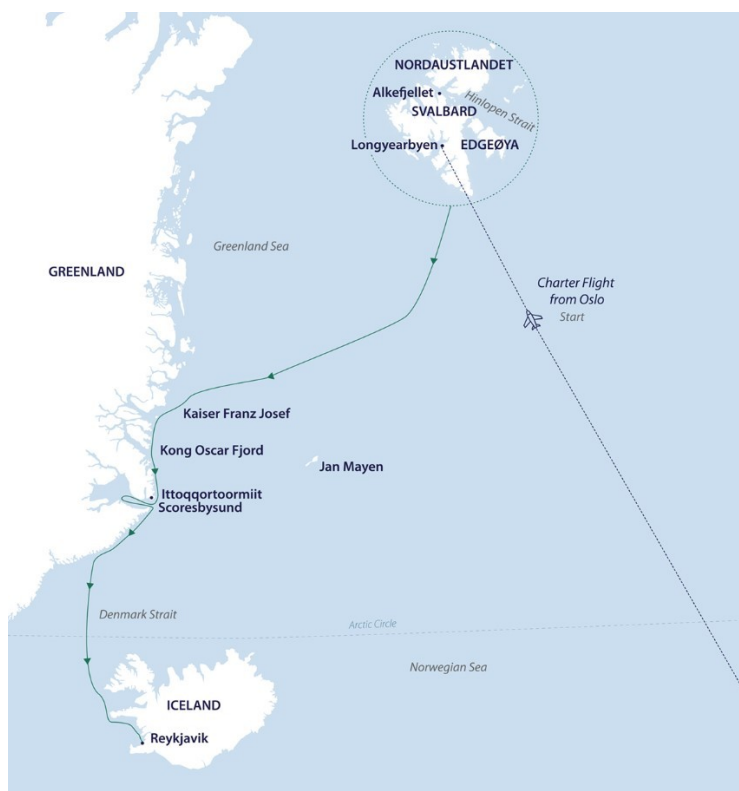 NORDAUSTLANDET
Alkefjellet
Hinlopen Strait
SVALBARD
Longyearbyen
EDGEØYA
Greenland Sea
GREENLAND
Charter Flight
from Oslo
Start
Kaiser Franz Josef
Kong Oscar Fjord
Jan Mayen
Ittoqqortoormiit
Scoresbysund
Denmark Strait
Arctic Circle
Norwegian Sea
ICELAND
Reykjavik